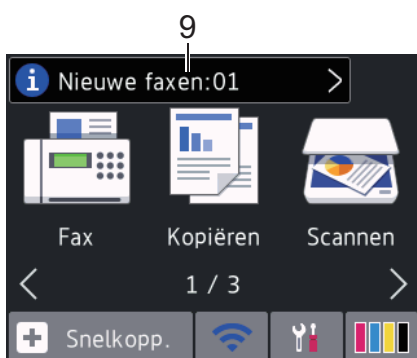 9
i Nieuwe faxen:01 >
Fax Kopiëren Scannen
< 1 / 3 >
+ Snelkopp.